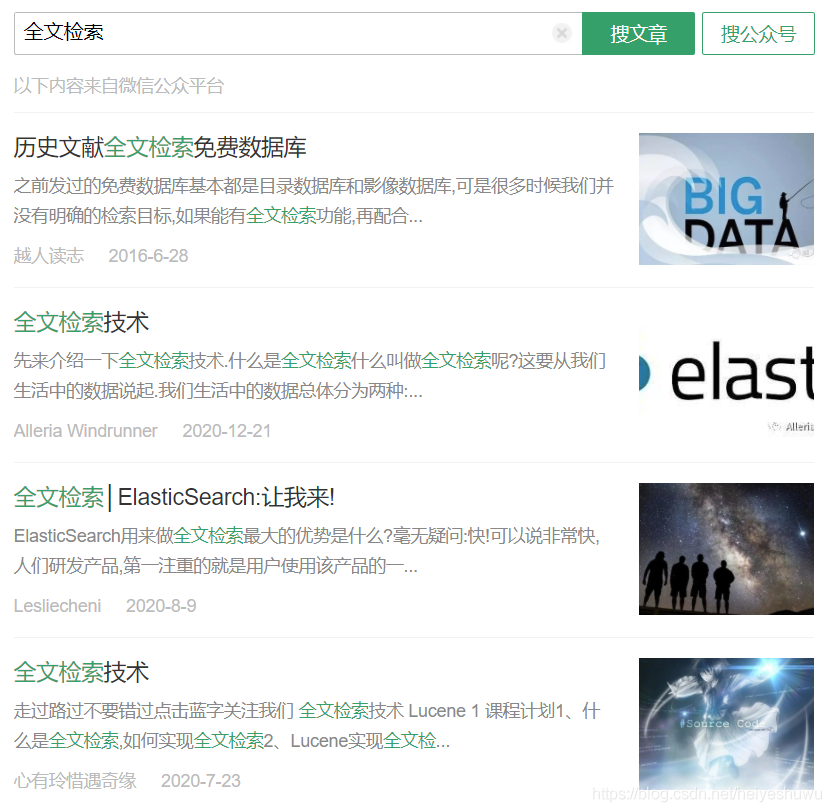 全文检索
搜文章
搜公众号
以下内容来自微信公众平台
历史文献全文检索免费数据库
之前发过的免费数据库基本都是目录数据库和影像数据库,可是很多时候我们并
没有明确的检索目标,如果能有全文检索功能,再配合...
越人读志 2016-6-28
BIG
DATA
全文检索技术
先来介绍一下全文检索技术.什么是全文检索什么叫做全文检索呢?这要从我们
生活中的数据说起.我们生活中的数据总体分为两种:...
Alleria Windrunner 2020-12-21
elast
Alleri
全文检索┃ElasticSearch:让我来!
ElasticSearch用来做全文检索最大的优势是什么?毫无疑问:快!可以说非常快,
人们研发产品,第一注重的就是用户使用该产品的一...
Lesliecheni 2020-8-9
全文检索技术
走过路过不要错过点击蓝字关注我们 全文检索技术 Lucene 1 课程计划1、什
么是全文检索,如何实现全文检索2、Lucene实现全文检...
心有玲惜遇奇缘 2020-7-23
#Source Code
https://blog.csdn.net/heiyeshuwu